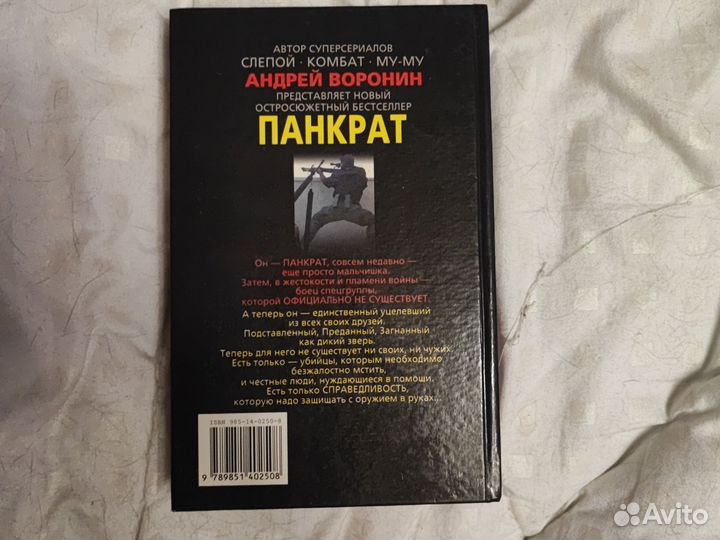 АВТОР СУПЕРСЕРИАЛОВ
СЛЕПОЙ · КОМБАТ · МУ-МУ
АНДРЕЙ ВОРОНИН
ПРЕДСТАВЛЯЕТ НОВЫЙ
ОСТРОСЮЖЕТНЫЙ БЕСТСЕЛЛЕР
ПАНКРАТ
Он — ПАНКРАТ, совсем недавно —
еще просто мальчишка.
Затем, в жестокости и пламени войны —
боец спецгруппы,
которой ОФИЦИАЛЬНО НЕ СУЩЕСТВУЕТ.
А теперь он — единственный уцелевший
из всех своих друзей.
Подставленный, Преданный, Загнанный
как дикий зверь.
Теперь для него не существует ни своих, ни чужих.
Есть только — убийцы, которым необходимо
безжалостно мстить,
и честные люди, нуждающиеся в помощи.
Есть только СПРАВЕДЛИВОСТЬ,
которую надо защищать с оружием в руках...
ISBN 985-14-0250-8
9 789851 402508
Avito